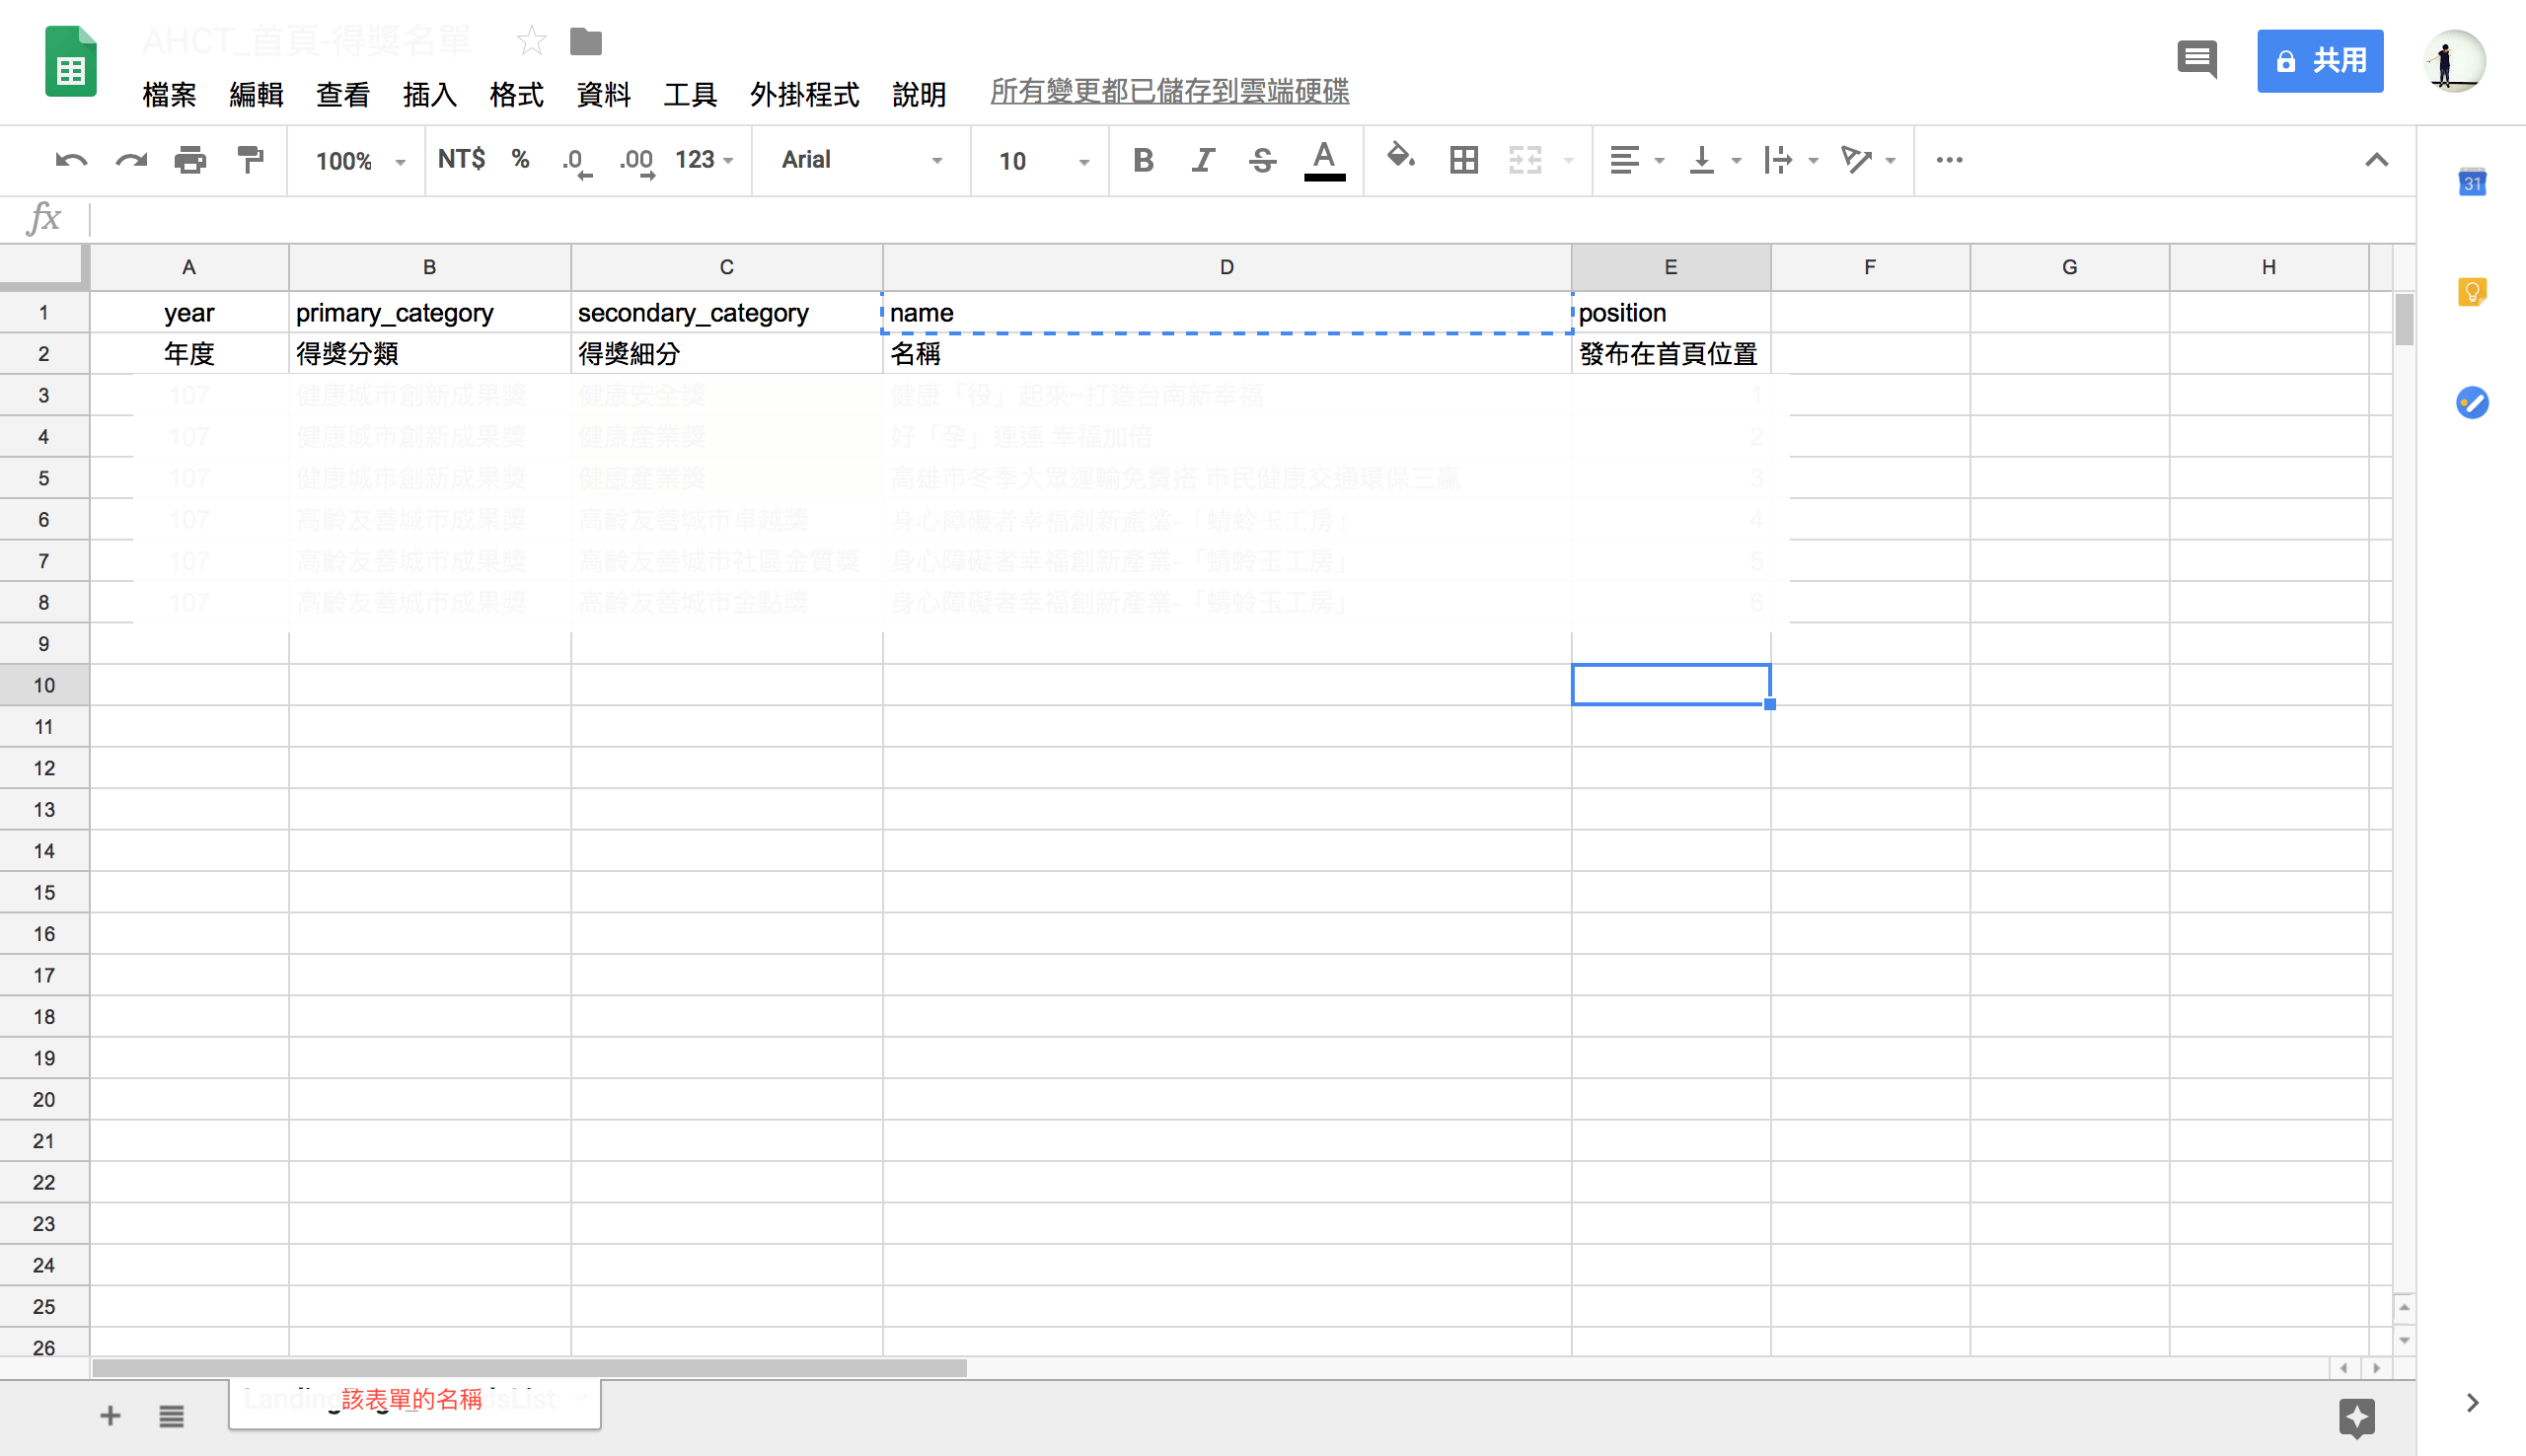 AHCT_首頁-得獎名單
檔案 編輯 查看 插入 格式 資料 工具 外掛程式 說明 所有變更都已儲存到雲端硬碟
共用
100% NT$ % .0 .00 123 Arial 10 B I S A
31
fx
A B C D E F G H
1 year primary_category secondary_category name position
2 年度 得獎分類 得獎細分 名稱 發布在首頁位置
3 107 健康城市創新成果獎 健康安全獎 健康「役」起來~打造台南新幸福 1
4 107 健康城市創新成果獎 健康產業獎 好「孕」連連 幸福加倍 2
5 107 健康城市創新成果獎 健康產業獎 高雄市冬季大眾運輸免費搭 市民健康交通環保三贏 3
6 107 高齡友善城市成果獎 高齡友善城市卓越獎 身心障礙者幸福創新產業-「蜻蛉玉工房」 4
7 107 高齡友善城市成果獎 高齡友善城市社區金質獎 身心障礙者幸福創新產業-「蜻蛉玉工房」 5
8 107 高齡友善城市成果獎 高齡友善城市金點獎 身心障礙者幸福創新產業-「蜻蛉玉工房」 6
9
10
11
12
13
14
15
16
17
18
19
20
21
22
23
24
25
26
該表單的名稱